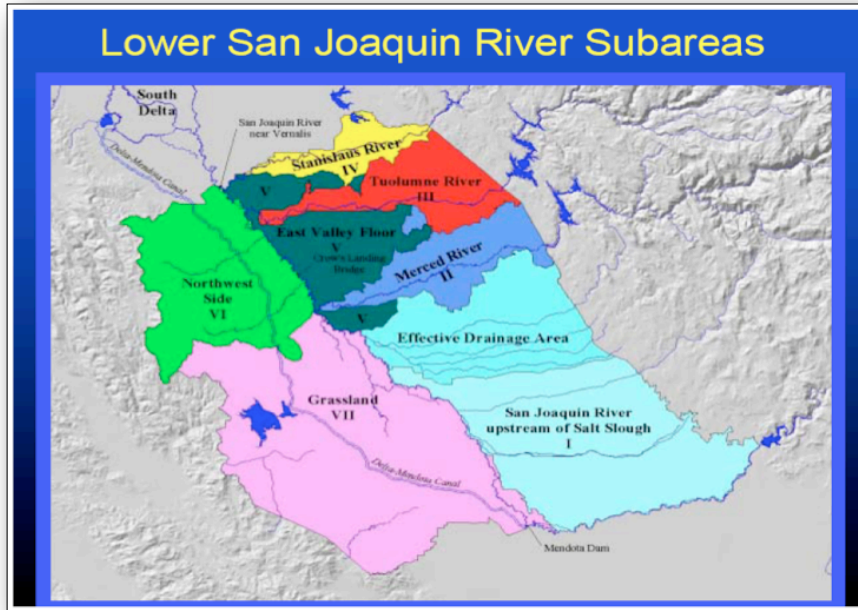 Lower San Joaquin River Subareas
South
Delta
San Joaquin River
near Vernalis
Delta-Mendota Canal
Stanislaus River
IV
V
Tuolumne River
III
East Valley Floor
V
Crows Landing
Bridge
Merced River
II
Northwest
Side
VI
V
Effective Drainage Area
Grassland
VII
San Joaquin River
upstream of Salt Slough
I
Delta-Mendota Canal
Mendota Dam